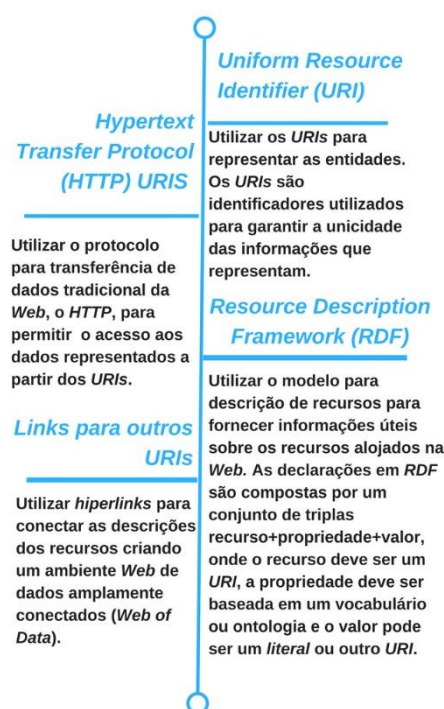 Uniform Resource
Identifier (URI)
Utilizar os URIs para
representar as entidades.
Os URIs são
identificadores utilizados
para garantir a unicidade
das informações que
representam.
Hypertext
Transfer Protocol
(HTTP) URIS
Utilizar o protocolo
para transferência de
dados tradicional da
Web, o HTTP, para
permitir o acesso aos
dados representados a
partir dos URIs.
Resource Description
Framework (RDF)
Utilizar o modelo para
descrição de recursos para
fornecer informações úteis
sobre os recursos alojados na
Web. As declarações em RDF
são compostas por um
conjunto de triplas
recurso+propriedade+valor,
onde o recurso deve ser um
URI, a propriedade deve ser
baseada em um vocabulário
ou ontologia e o valor pode
ser um literal ou outro URI.
Links para outros
URIs
Utilizar hiperlinks para
conectar as descrições
dos recursos criando
um ambiente Web de
dados amplamente
conectados (Web of
Data).